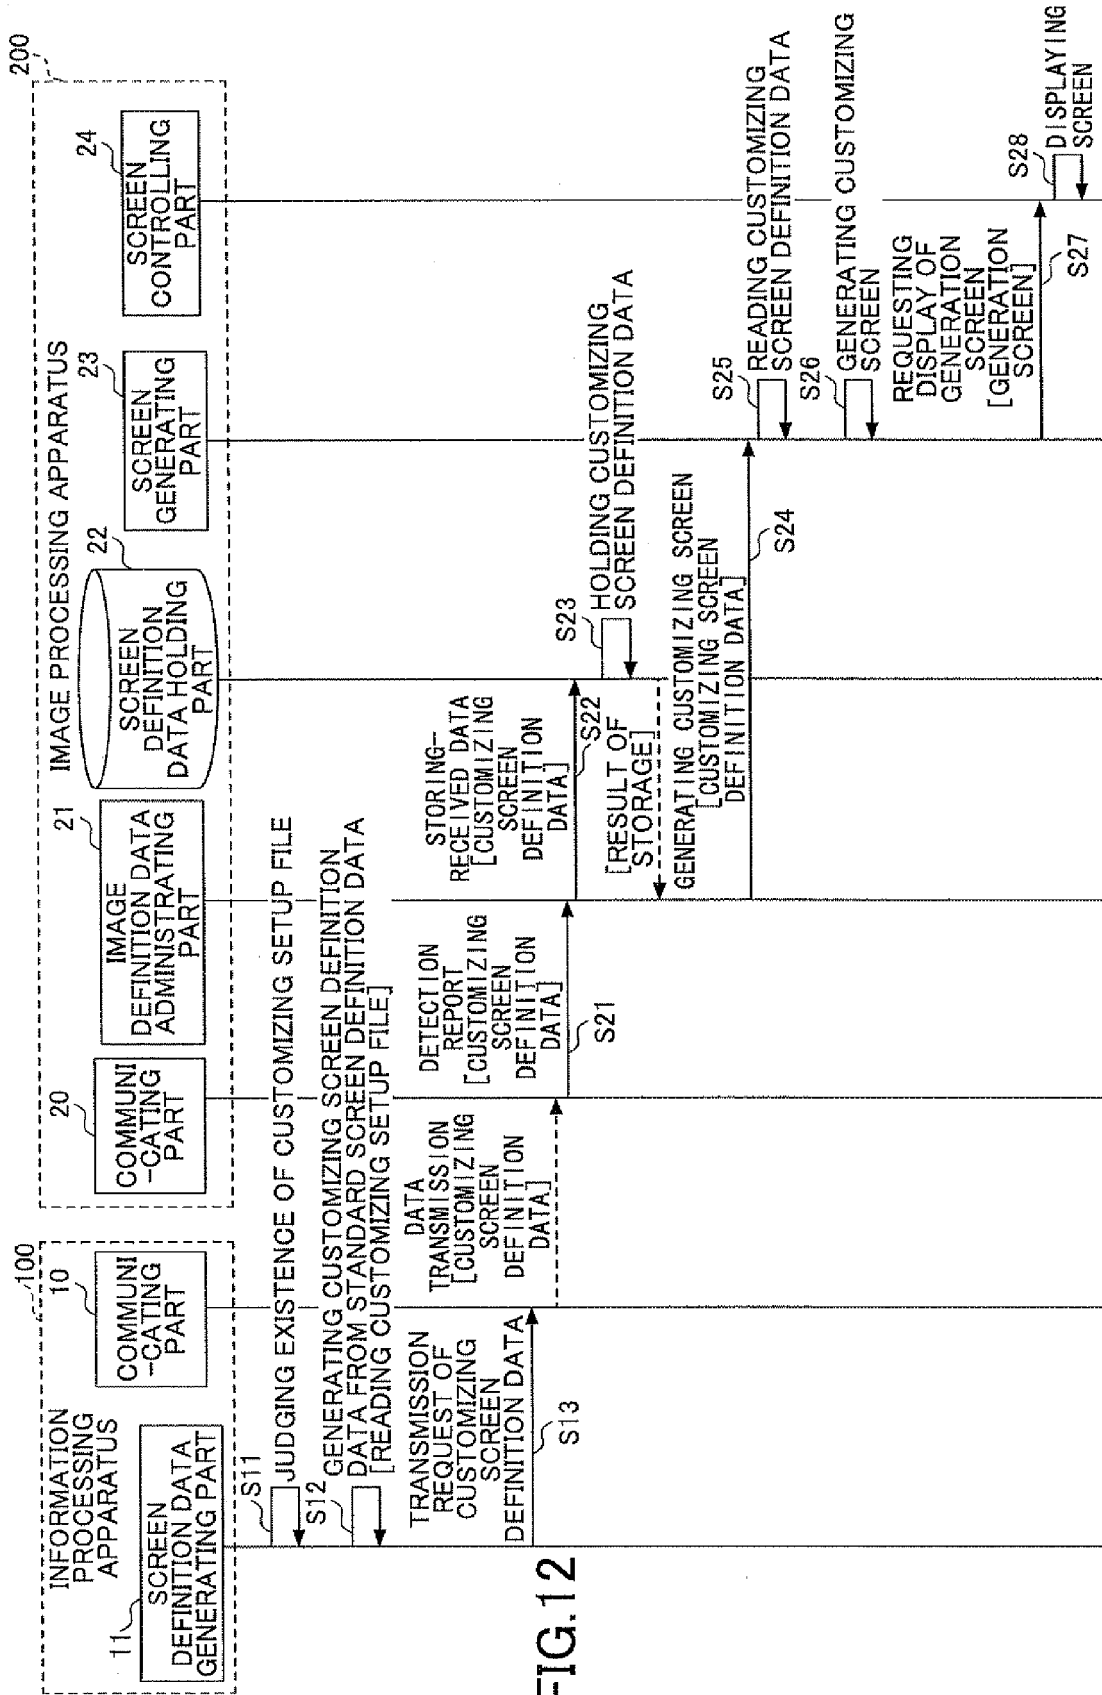 FIG.12
INFORMATION
PROCESSING
APPARATUS
100
11
SCREEN
DEFINITION DATA
GENERATING PART
10
COMMUNI
-CATING
PART
IMAGE PROCESSING APPARATUS
200
20
COMMUNI
-CATING
PART
21
IMAGE
DEFINITION DATA
ADMINISTRATING
PART
22
SCREEN
DEFINITION
DATA HOLDING
PART
23
SCREEN
GENERATING
PART
24
SCREEN
CONTROLLING
PART
S11
JUDGING EXISTENCE OF CUSTOMIZING SETUP FILE
S12
GENERATING CUSTOMIZING SCREEN DEFINITION
DATA FROM STANDARD SCREEN DEFINITION DATA
[READING CUSTOMIZING SETUP FILE]
TRANSMISSION
REQUEST OF
CUSTOMIZING
SCREEN
DEFINITION DATA
S13
DATA
TRANSMISSION
[CUSTOMIZING
SCREEN
DEFINITION
DATA]
DETECTION
REPORT
[CUSTOMIZING
SCREEN
DEFINITION
DATA]
S21
STORING-
RECEIVED DATA
[CUSTOMIZING
SCREEN
DEFINITION
DATA]
S22
S23
HOLDING CUSTOMIZING
SCREEN DEFINITION DATA
[RESULT OF
STORAGE]
GENERATING CUSTOMIZING SCREEN
[CUSTOMIZING SCREEN
DEFINITION DATA]
S24
S25
READING CUSTOMIZING
SCREEN DEFINITION DATA
S26
GENERATING CUSTOMIZING
SCREEN
REQUESTING
DISPLAY OF
GENERATION
SCREEN
[GENERATION
SCREEN]
S27
S28
DISPLAYING
SCREEN